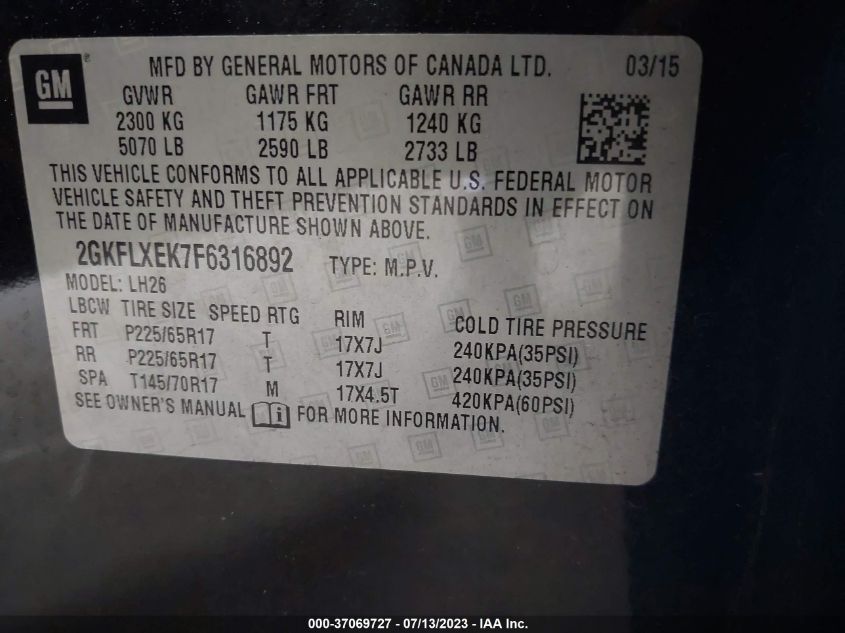 GM ® MFD BY GENERAL MOTORS OF CANADA LTD. 03/15
GVWR GAWR FRT GAWR RR
2300 KG 1175 KG 1240 KG
5070 LB 2590 LB 2733 LB
THIS VEHICLE CONFORMS TO ALL APPLICABLE U.S. FEDERAL MOTOR
VEHICLE SAFETY AND THEFT PREVENTION STANDARDS IN EFFECT ON
THE DATE OF MANUFACTURE SHOWN ABOVE.
2GKFLXEK7F6316892 TYPE: M.P.V.
MODEL: LH26
LBCW TIRE SIZE SPEED RTG RIM COLD TIRE PRESSURE
FRT P225/65R17 T 17X7J 240KPA(35PSI)
RR P225/65R17 T 17X7J 240KPA(35PSI)
SPA T145/70R17 M 17X4.5T 420KPA(60PSI)
SEE OWNER'S MANUAL FOR MORE INFORMATION.
000-37069727 - 07/13/2023 - IAA Inc.